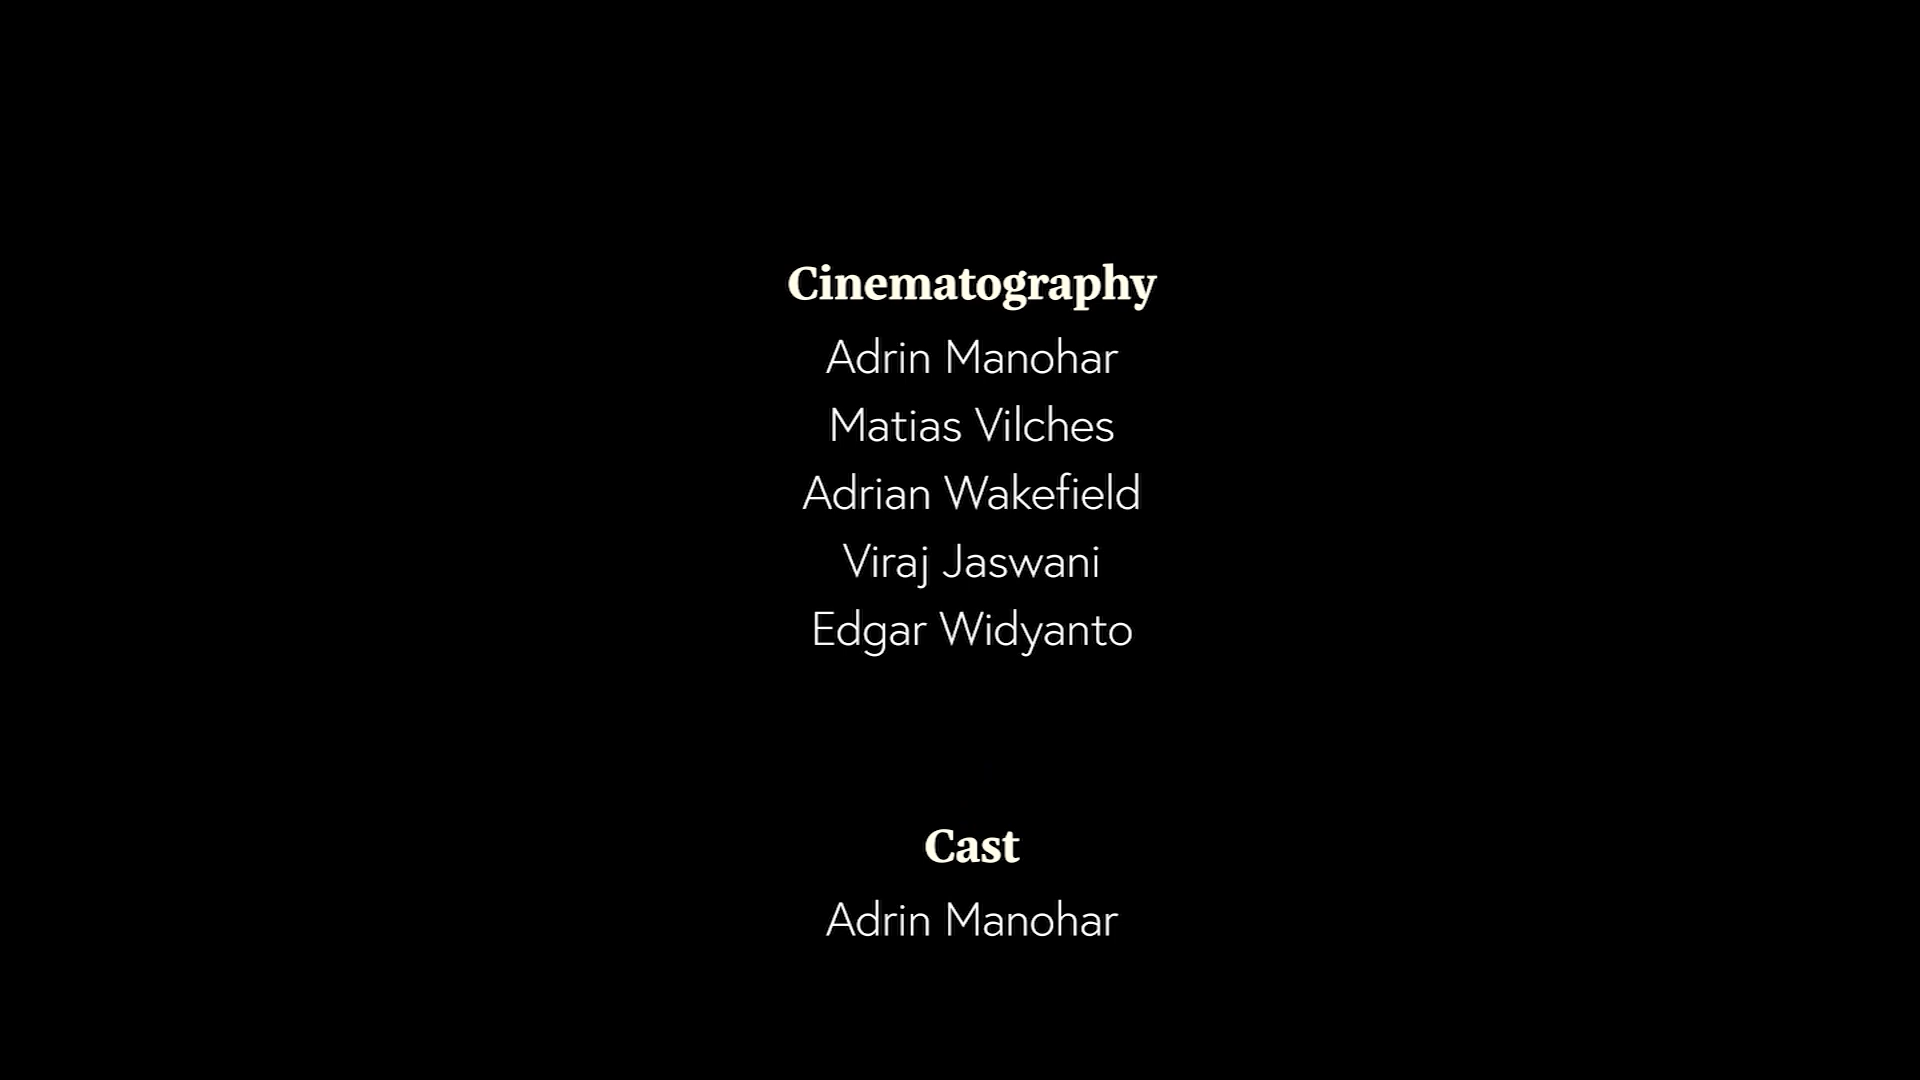 Cinematography
Adrin Manohar
Matias Vilches
Adrian Wakefield
Viraj Jaswani
Edgar Widyanto
Cast
Adrin Manohar